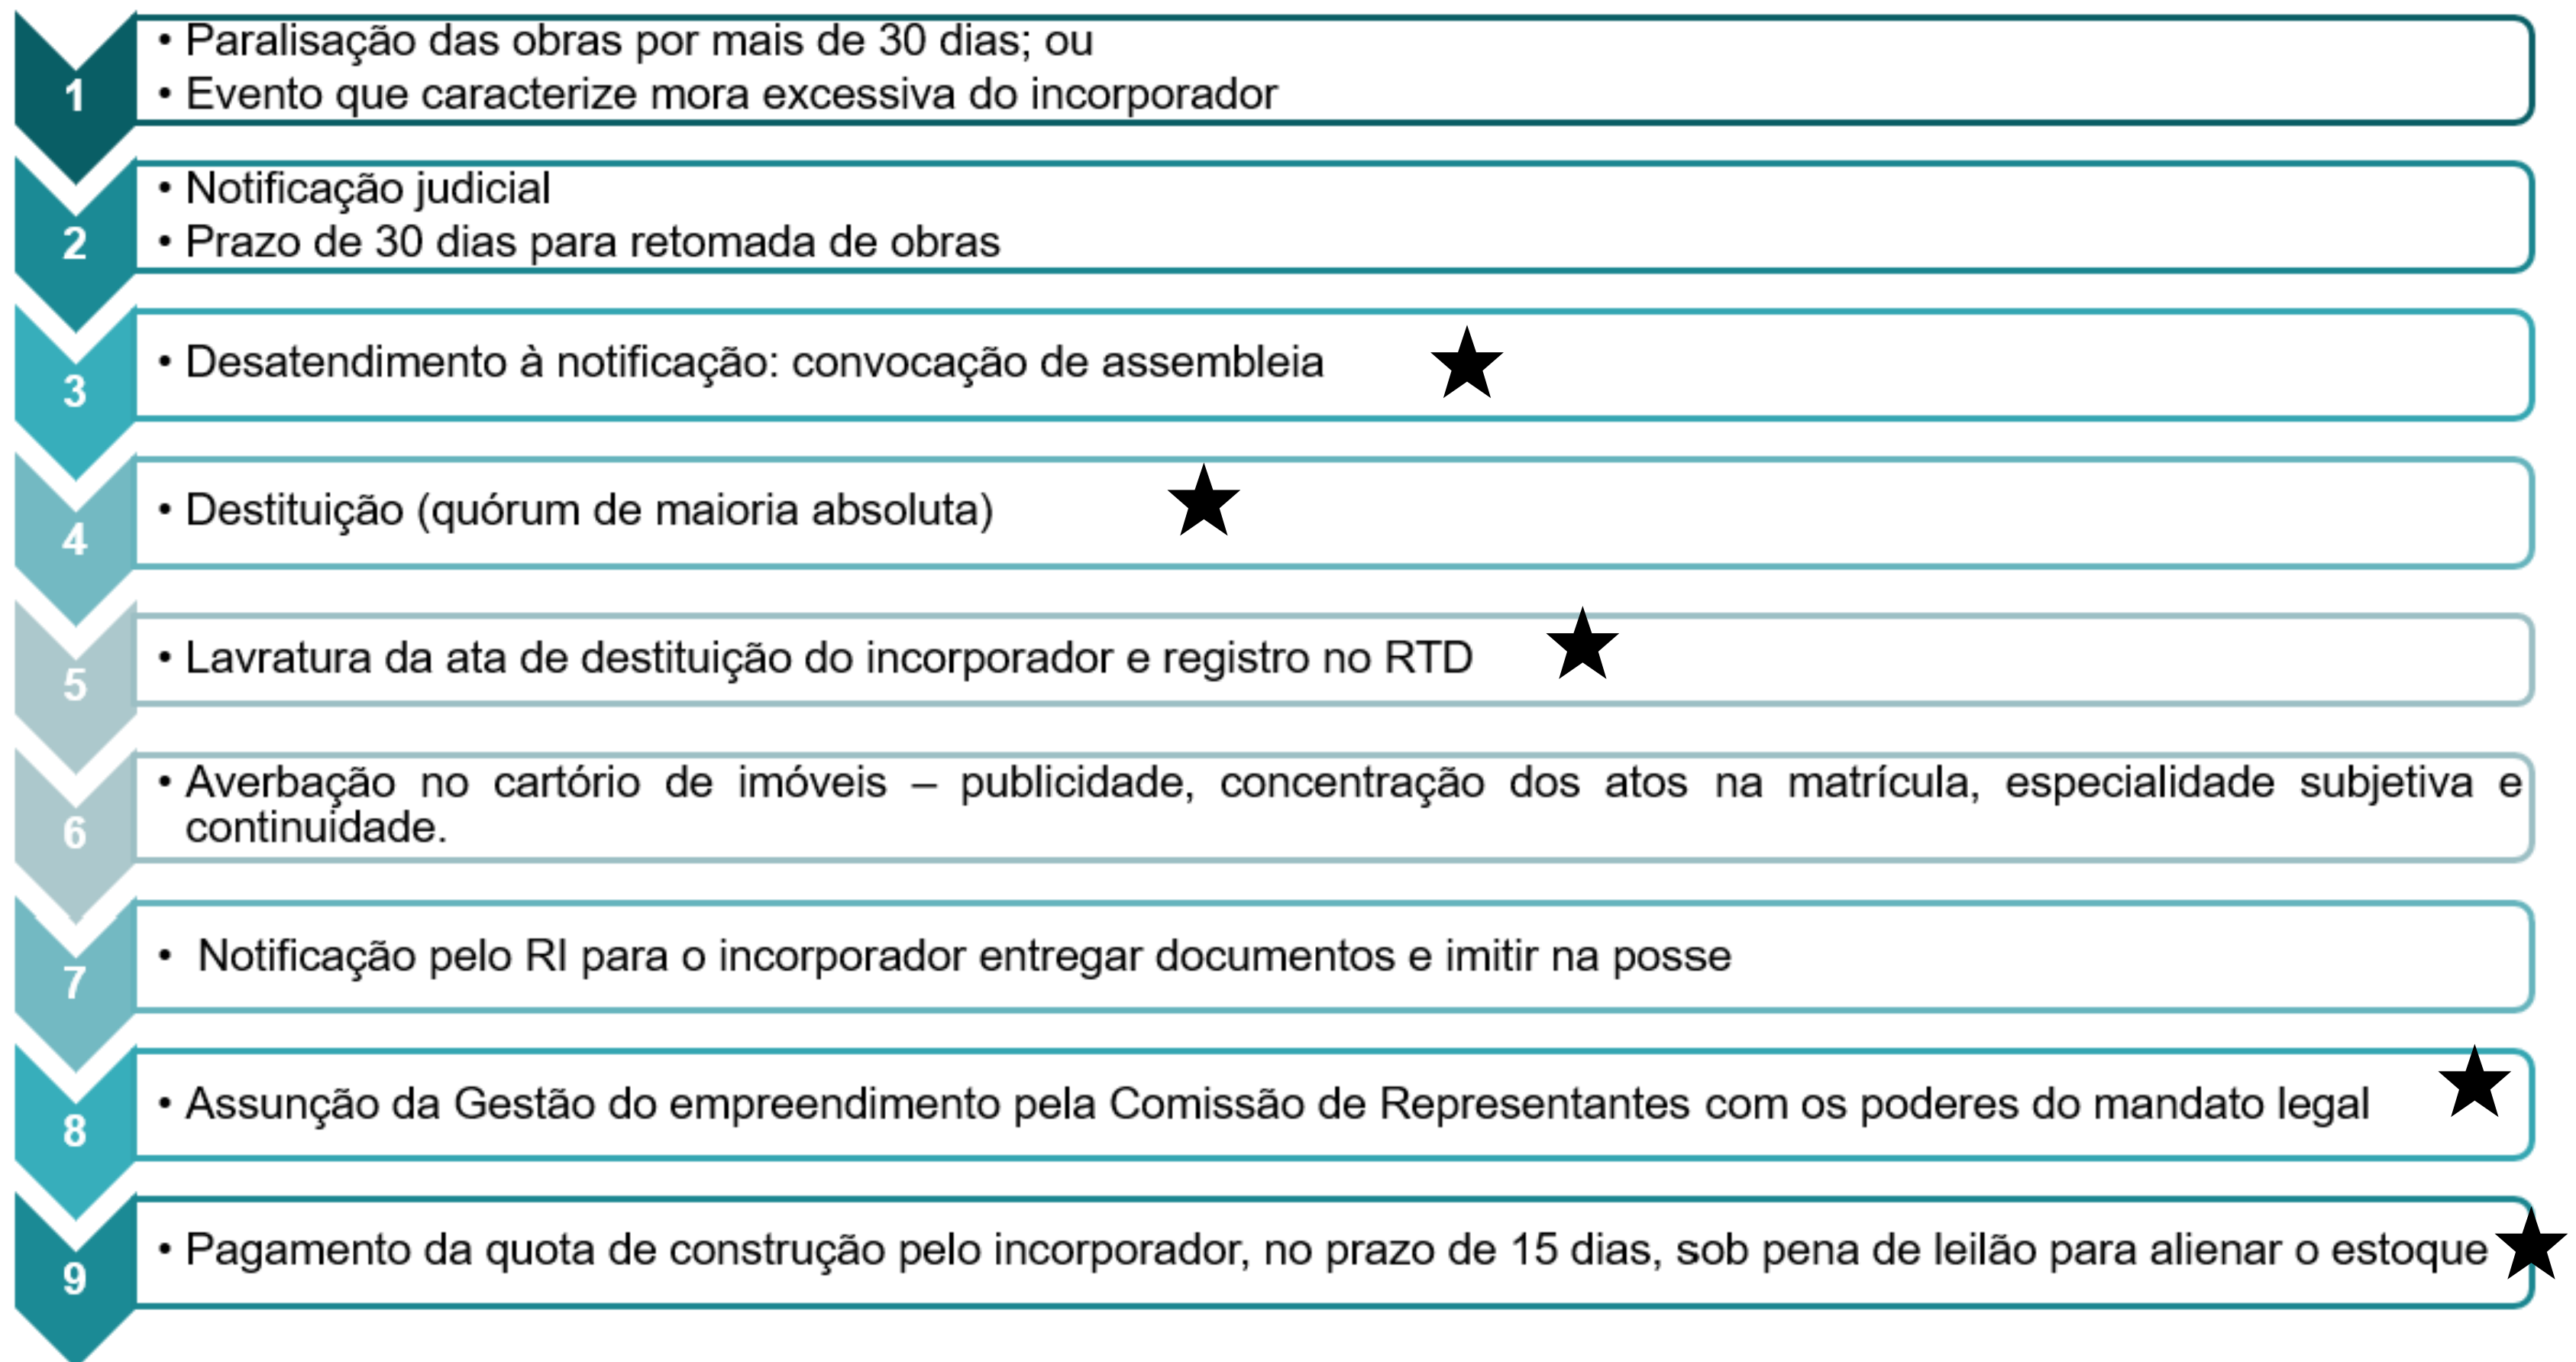 1
• Paralisação das obras por mais de 30 dias; ou
• Evento que caracterize mora excessiva do incorporador
2
• Notificação judicial
• Prazo de 30 dias para retomada de obras
3
• Desatendimento à notificação: convocação de assembleia
4
• Destituição (quórum de maioria absoluta)
5
• Lavratura da ata de destituição do incorporador e registro no RTD
6
• Averbação no cartório de imóveis – publicidade, concentração dos atos na matrícula, especialidade subjetiva e
continuidade.
7
• Notificação pelo RI para o incorporador entregar documentos e imitir na posse
8
• Assunção da Gestão do empreendimento pela Comissão de Representantes com os poderes do mandato legal
9
• Pagamento da quota de construção pelo incorporador, no prazo de 15 dias, sob pena de leilão para alienar o estoque